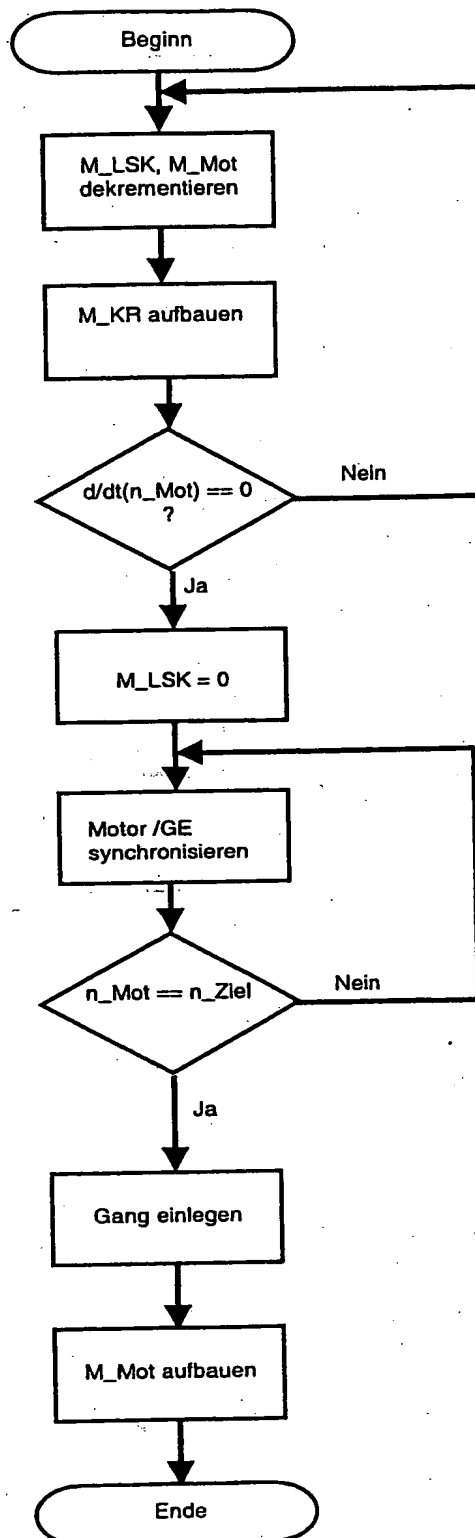 Beginn
M_LSK, M_Mot
dekrementieren
M_KR aufbauen
d/dt(n_Mot) == 0
?
Nein
Ja
M_LSK = 0
Motor /GE
synchronisieren
n_Mot == n_Ziel
Nein
Ja
Gang einlegen
M_Mot aufbauen
Ende